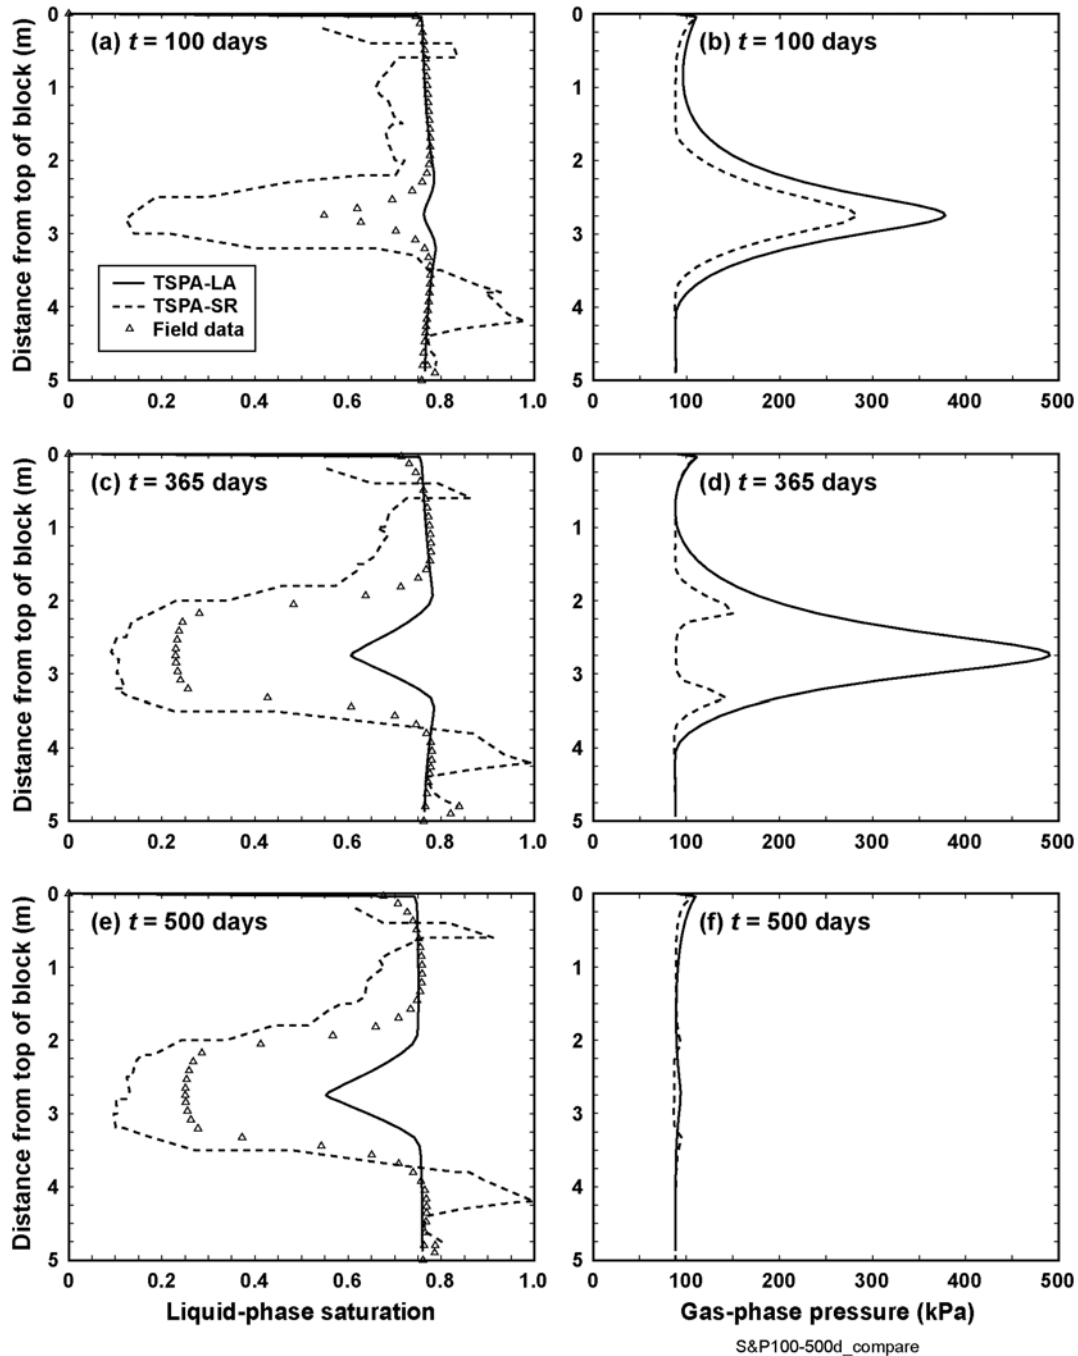 (a) t = 100 days
Distance from top of block (m)
0
1
2
3
4
5
TSPA-LA
TSPA-SR
Field data
0 0.2 0.4 0.6 0.8 1.0
(b) t = 100 days
0
1
2
3
4
5
0 100 200 300 400 500
(c) t = 365 days
Distance from top of block (m)
0
1
2
3
4
5
0 0.2 0.4 0.6 0.8 1.0
(d) t = 365 days
0
1
2
3
4
5
0 100 200 300 400 500
(e) t = 500 days
Distance from top of block (m)
0
1
2
3
4
5
0 0.2 0.4 0.6 0.8 1.0
Liquid-phase saturation
(f) t = 500 days
0
1
2
3
4
5
0 100 200 300 400 500
Gas-phase pressure (kPa)
S&P100-500d_compare